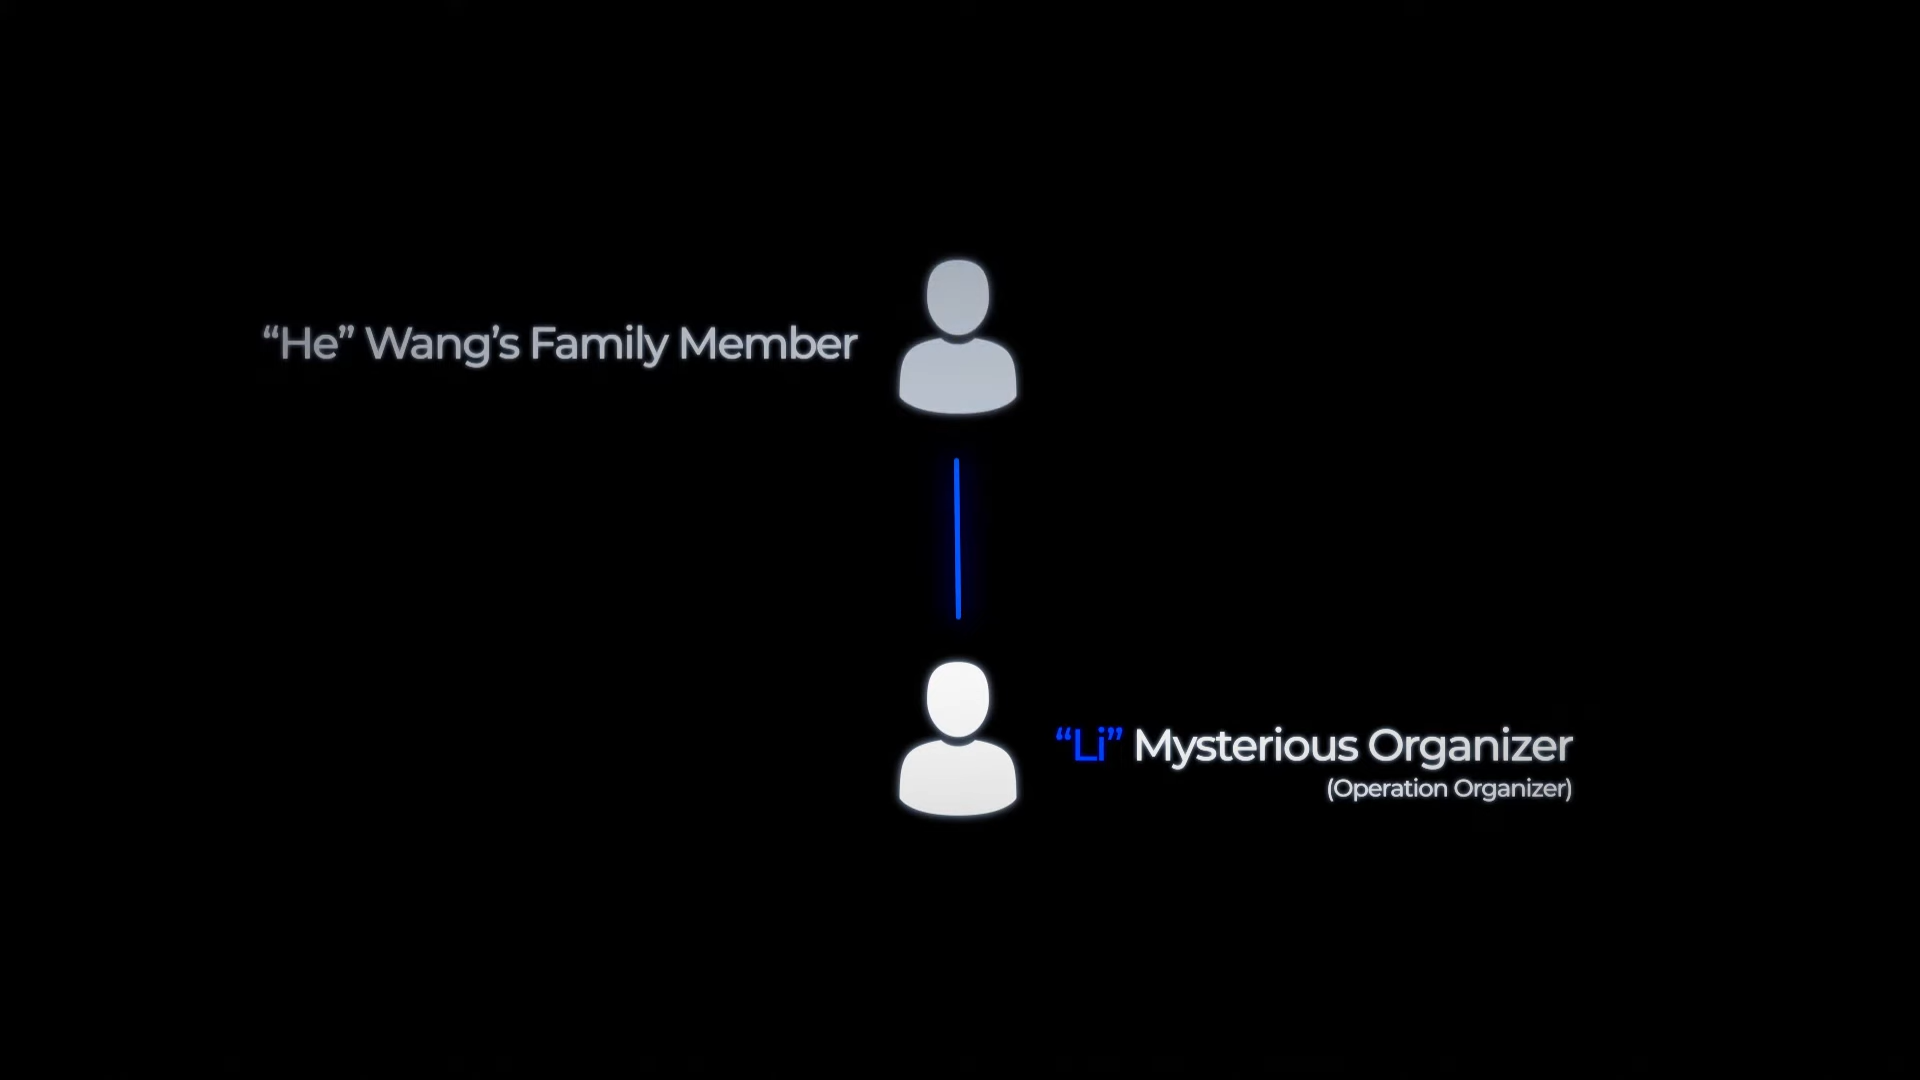 “He” Wang’s Family Member
“Li” Mysterious Organizer
(Operation Organizer)